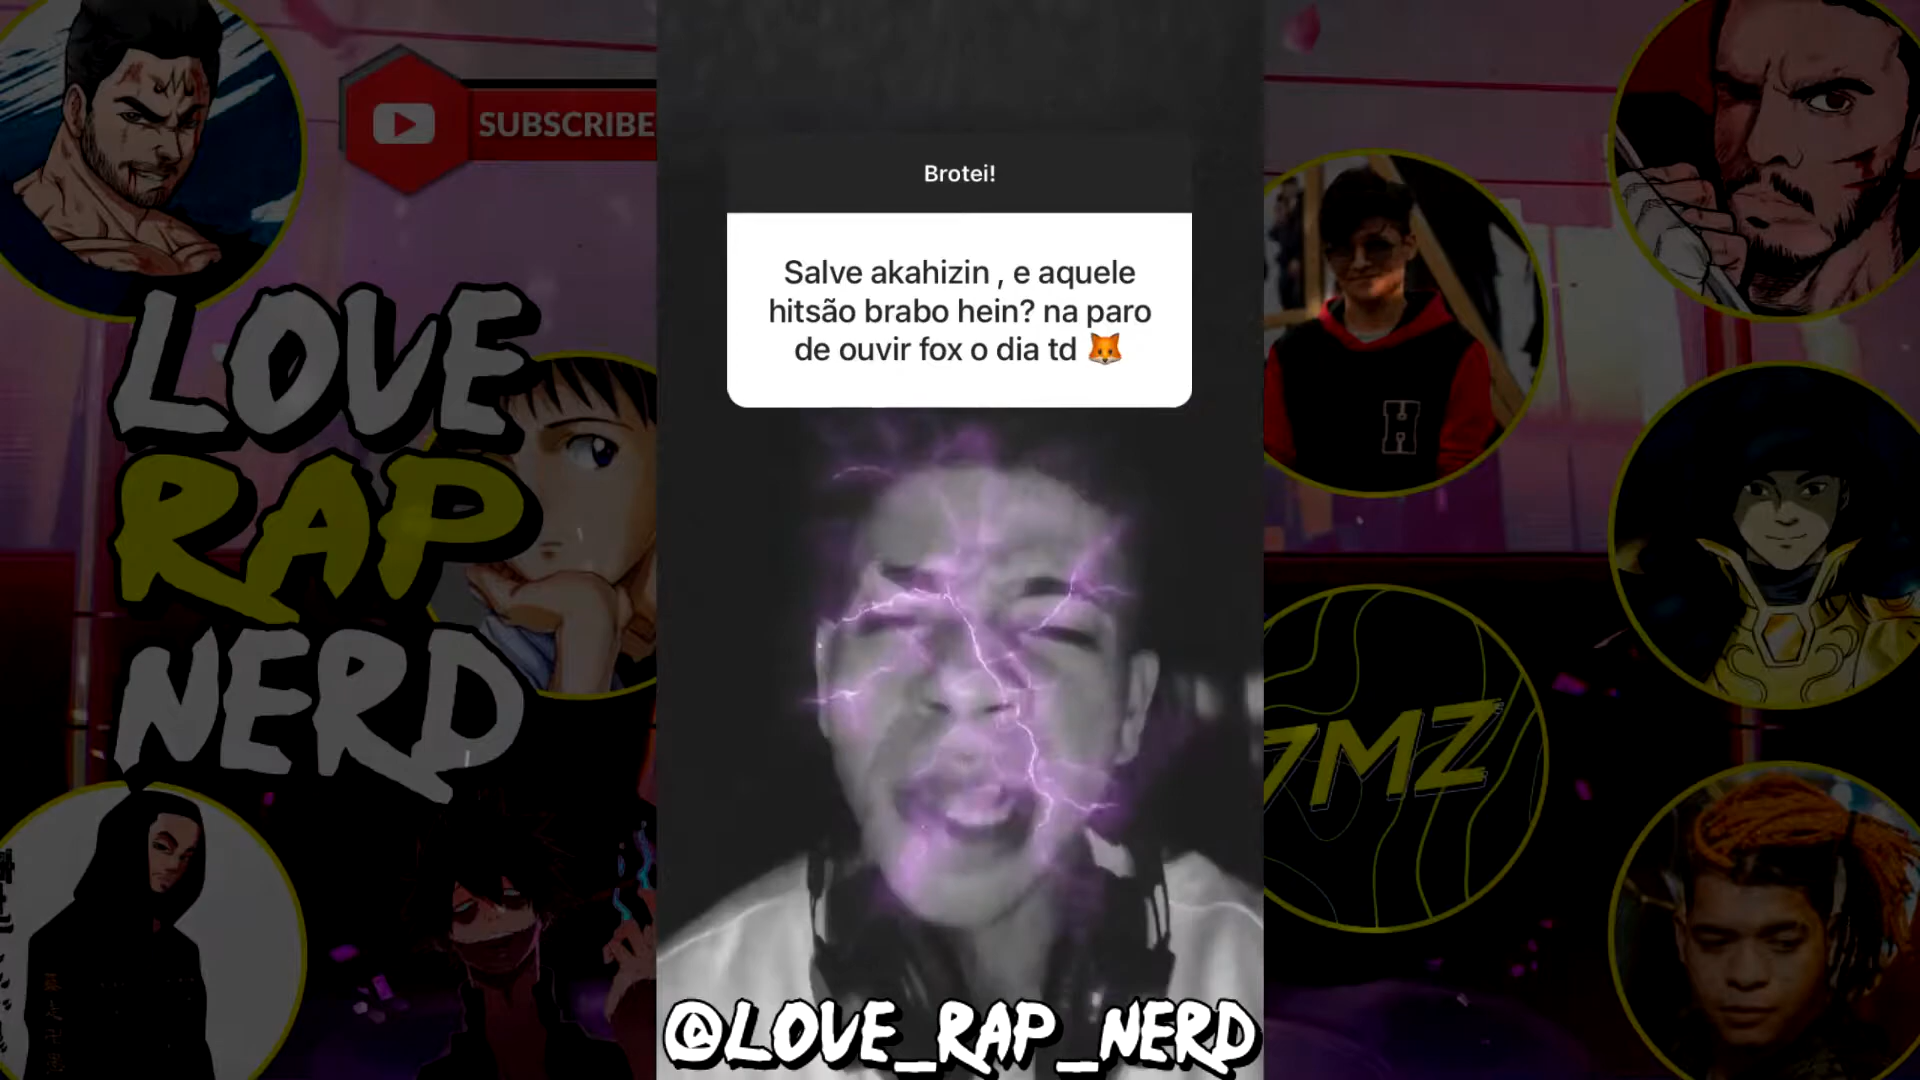 SUBSCRIBE
Brotei!
Salve akahizin , e aquele
hitsão brabo hein? na paro
de ouvir fox o dia td 🦊
LOVE
RAP
NERD
H
7MZ
@LOVE_RAP_NERD